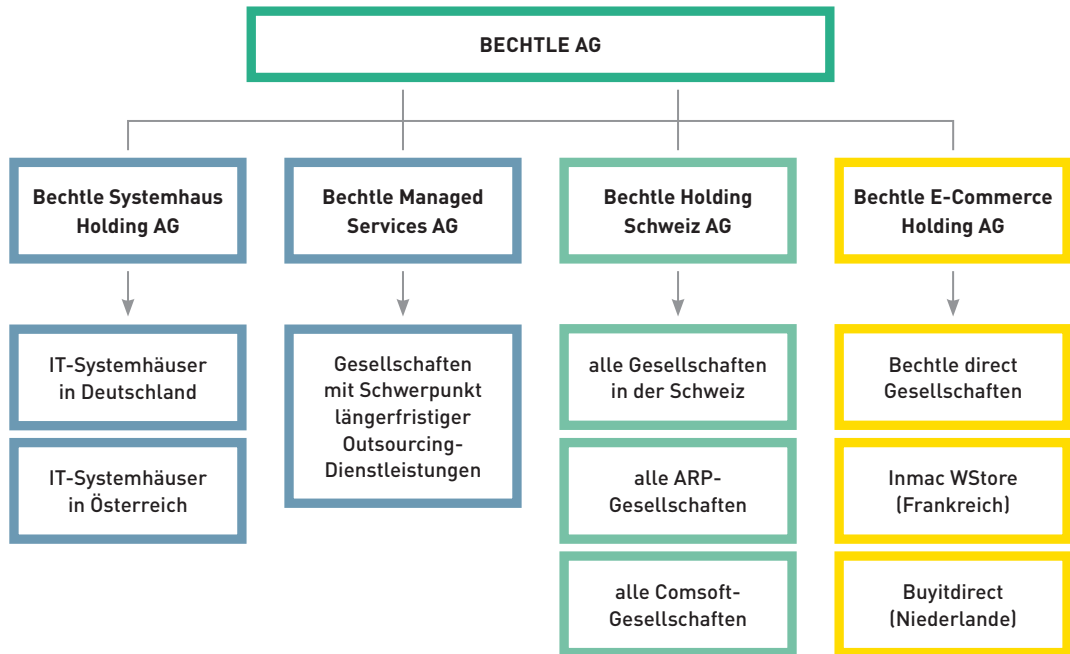 BECHTLE AG
Bechtle Systemhaus
Holding AG
Bechtle Managed
Services AG
Bechtle Holding
Schweiz AG
Bechtle E-Commerce
Holding AG
IT-Systemhäuser
in Deutschland
IT-Systemhäuser
in Österreich
Gesellschaften
mit Schwerpunkt
längerfristiger
Outsourcing-
Dienstleistungen
alle Gesellschaften
in der Schweiz
alle ARP-
Gesellschaften
alle Comsoft-
Gesellschaften
Bechtle direct
Gesellschaften
Inmac WStore
(Frankreich)
Buyitdirect
(Niederlande)